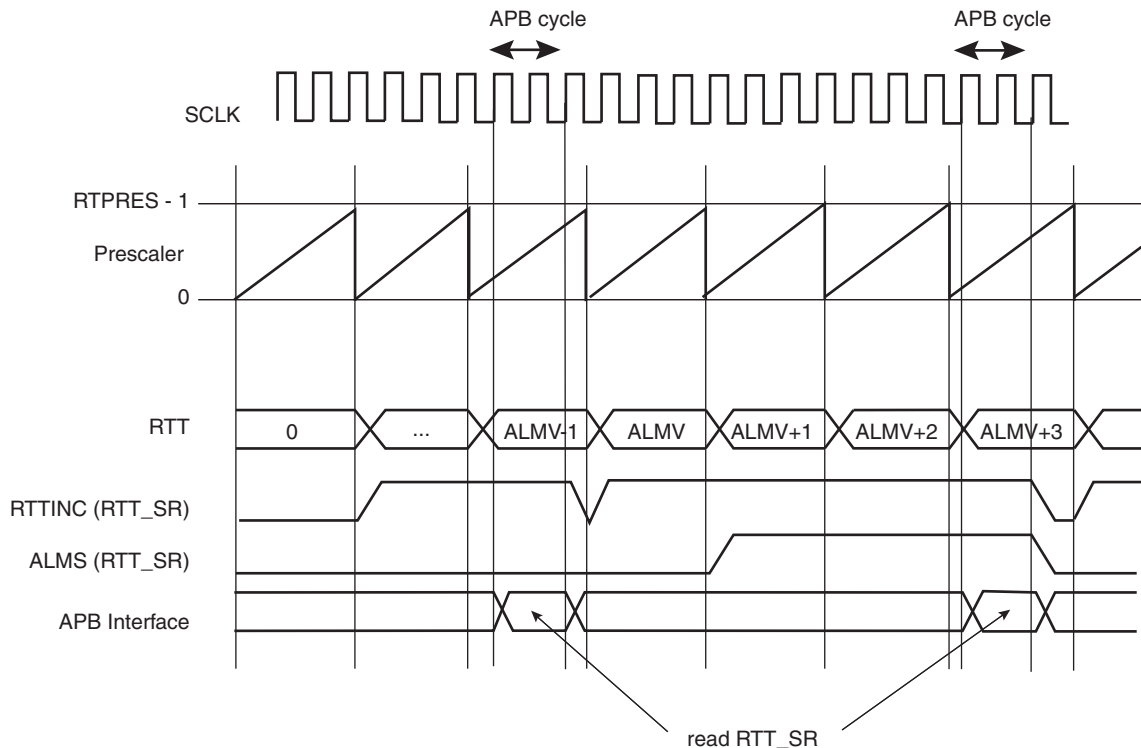 APB cycle
APB cycle
SCLK
RTPRES - 1
Prescaler
0
RTT
0
...
ALMV-1
ALMV
ALMV+1
ALMV+2
ALMV+3
RTTINC (RTT_SR)
ALMS (RTT_SR)
APB Interface
read RTT_SR